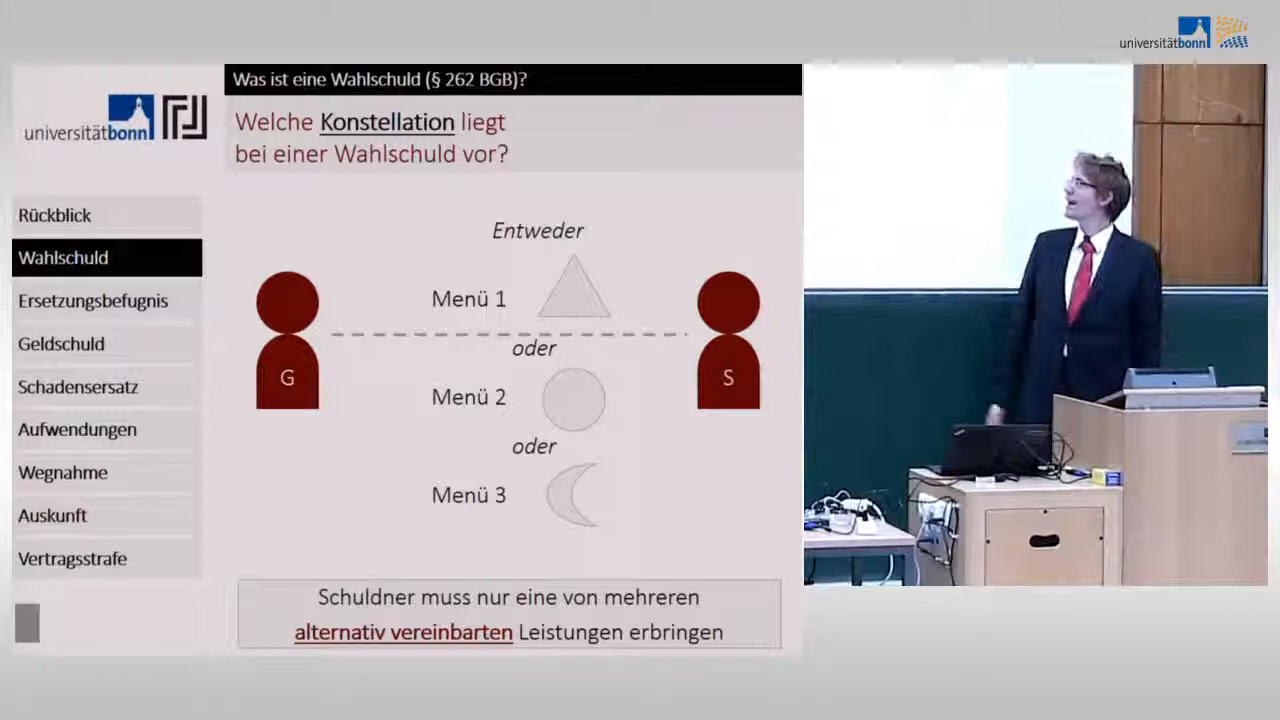 universitätbonn
Was ist eine Wahlschuld (§ 262 BGB)?
universitätbonn
Welche Konstellation liegt
bei einer Wahlschuld vor?
Rückblick
Wahlschuld
Ersetzungsbefugnis
Geldschuld
Schadensersatz
Aufwendungen
Wegnahme
Auskunft
Vertragsstrafe
Entweder
Menü 1
oder
G
S
Menü 2
oder
Menü 3
Schuldner muss nur eine von mehreren
alternativ vereinbarten Leistungen erbringen